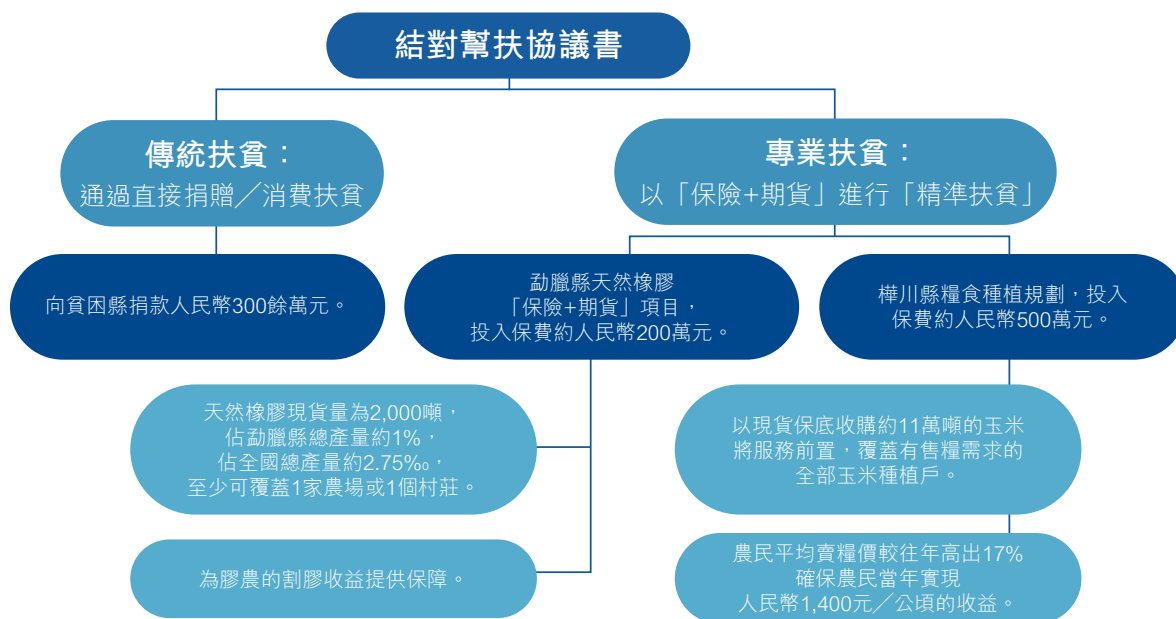 結對幫扶協議書
傳統扶貧：
通過直接捐贈／消費扶貧
專業扶貧：
以「保險+期貨」進行「精準扶貧」
向貧困縣捐款人民幣300餘萬元。
勐臘縣天然橡膠
「保險+期貨」項目，
投入保費約人民幣200萬元。
樺川縣糧食種植規劃，投入
保費約人民幣500萬元。
天然橡膠現貨量為2,000噸，
佔勐臘縣總產量約1%，
佔全國總產量約2.75‰，
至少可覆蓋1家農場或1個村莊。
以現貨保底收購約11萬噸的玉米
將服務前置，覆蓋有售糧需求的
全部玉米種植戶。
為膠農的割膠收益提供保障。
農民平均賣糧價較往年高出17%
確保農民當年實現
人民幣1,400元／公頃的收益。